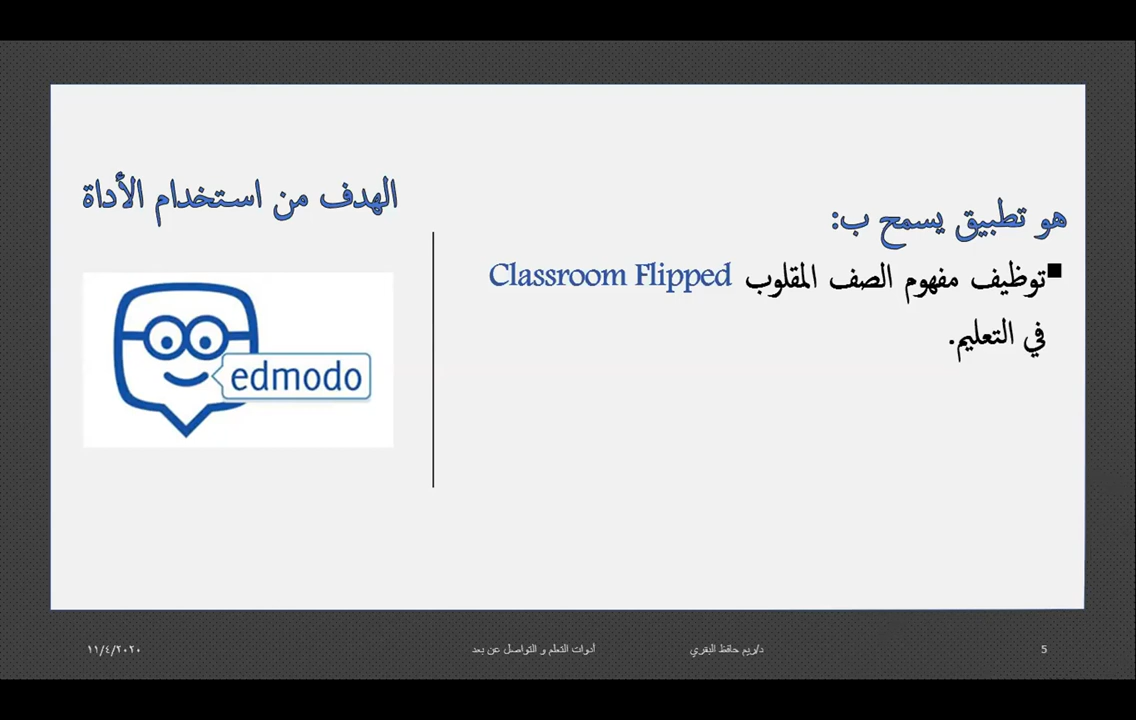 الهدف من استخدام الأداة
هو تطبيق يسمح ب:
توظيف مفهوم الصف المقلوب Classroom Flipped
في التعليم.
edmodo
١١/٤/٢٠٢٠
أدوات التعلم و التواصل عن بعد
د/ريم حافظ البقري
5